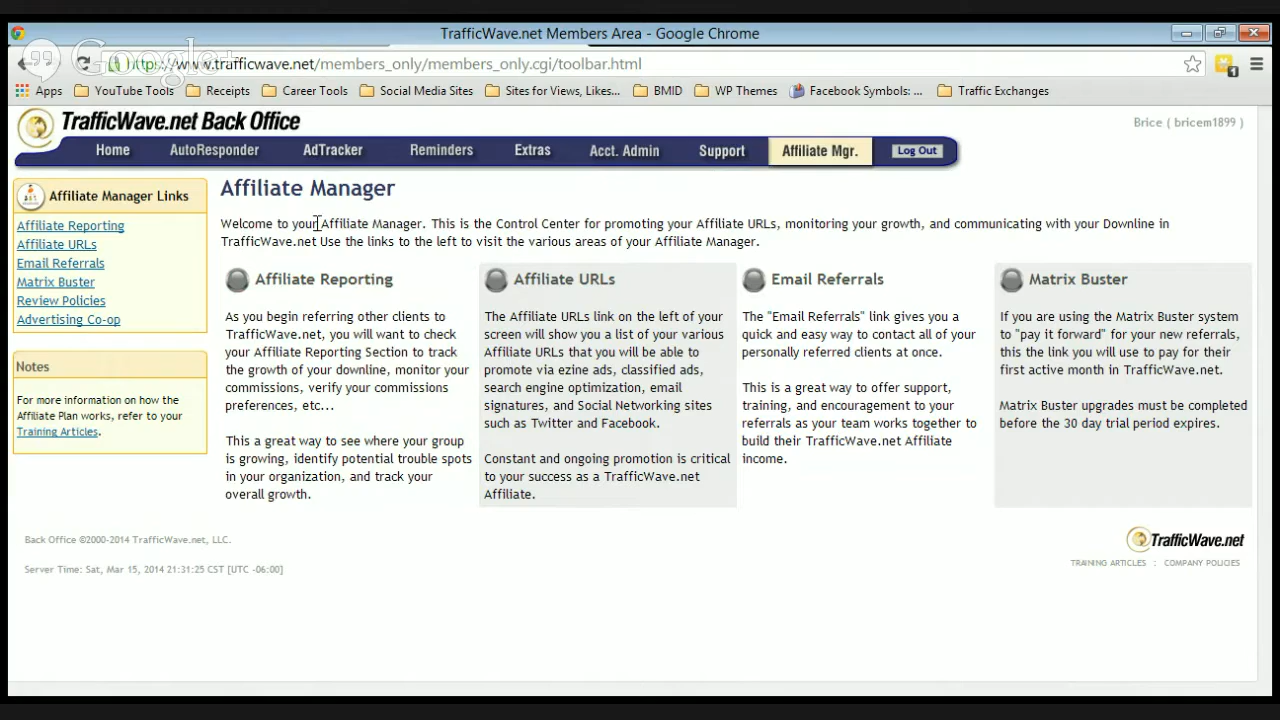 TrafficWave.net Members Area - Google Chrome
Google+
https://www.trafficwave.net/members_only/members_only.cgi/toolbar.html
1
Apps YouTube Tools Receipts Career Tools Social Media Sites Sites for Views, Likes... BMID WP Themes Facebook Symbols: ... Traffic Exchanges
TrafficWave.net Back Office
Brice ( bricem1899 )
Home AutoResponder AdTracker Reminders Extras Acct. Admin Support Affiliate Mgr. Log Out
Affiliate Manager Links
Affiliate Reporting
Affiliate URLs
Email Referrals
Matrix Buster
Review Policies
Advertising Co-op
Notes
For more information on how the
Affiliate Plan works, refer to your
Training Articles.
Affiliate Manager
Welcome to your Affiliate Manager. This is the Control Center for promoting your Affiliate URLs, monitoring your growth, and communicating with your Downline in
TrafficWave.net Use the links to the left to visit the various areas of your Affiliate Manager.
Affiliate Reporting
As you begin referring other clients to
TrafficWave.net, you will want to check
your Affiliate Reporting Section to track
the growth of your downline, monitor your
commissions, verify your commissions
preferences, etc...
This a great way to see where your group
is growing, identify potential trouble spots
in your organization, and track your
overall growth.
Affiliate URLs
The Affiliate URLs link on the left of your
screen will show you a list of your various
Affiliate URLs that you will be able to
promote via ezine ads, classified ads,
search engine optimization, email
signatures, and Social Networking sites
such as Twitter and Facebook.
Constant and ongoing promotion is critical
to your success as a TrafficWave.net
Affiliate.
Email Referrals
The "Email Referrals" link gives you a
quick and easy way to contact all of your
personally referred clients at once.
This is a great way to offer support,
training, and encouragement to your
referrals as your team works together to
build their TrafficWave.net Affiliate
income.
Matrix Buster
If you are using the Matrix Buster system
to "pay it forward" for your new referrals,
this the link you will use to pay for their
first active month in TrafficWave.net.
Matrix Buster upgrades must be completed
before the 30 day trial period expires.
Back Office ©2000-2014 TrafficWave.net, LLC.
Server Time: Sat, Mar 15, 2014 21:31:25 CST [UTC -06:00]
TrafficWave.net
TRAINING ARTICLES : COMPANY POLICIES